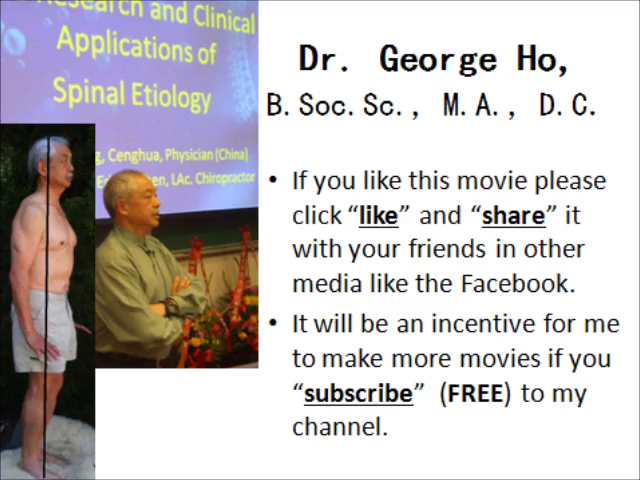 Research and Clinical
Applications of
Spinal Etiology
Cenghua, Physician (China)
LAc. Chiropractor
Dr. George Ho,
B.Soc.Sc., M.A., D.C.
• If you like this movie please
click “like” and “share” it
with your friends in other
media like the Facebook.
• It will be an incentive for me
to make more movies if you
“subscribe” (FREE) to my
channel.